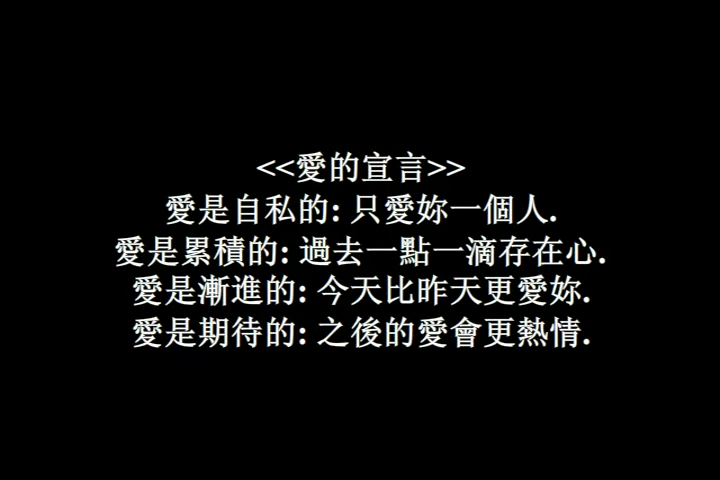 <<愛的宣言>>
愛是自私的: 只愛妳一個人.
愛是累積的: 過去一點一滴存在心.
愛是漸進的: 今天比昨天更愛妳.
愛是期待的: 之後的愛會更熱情.